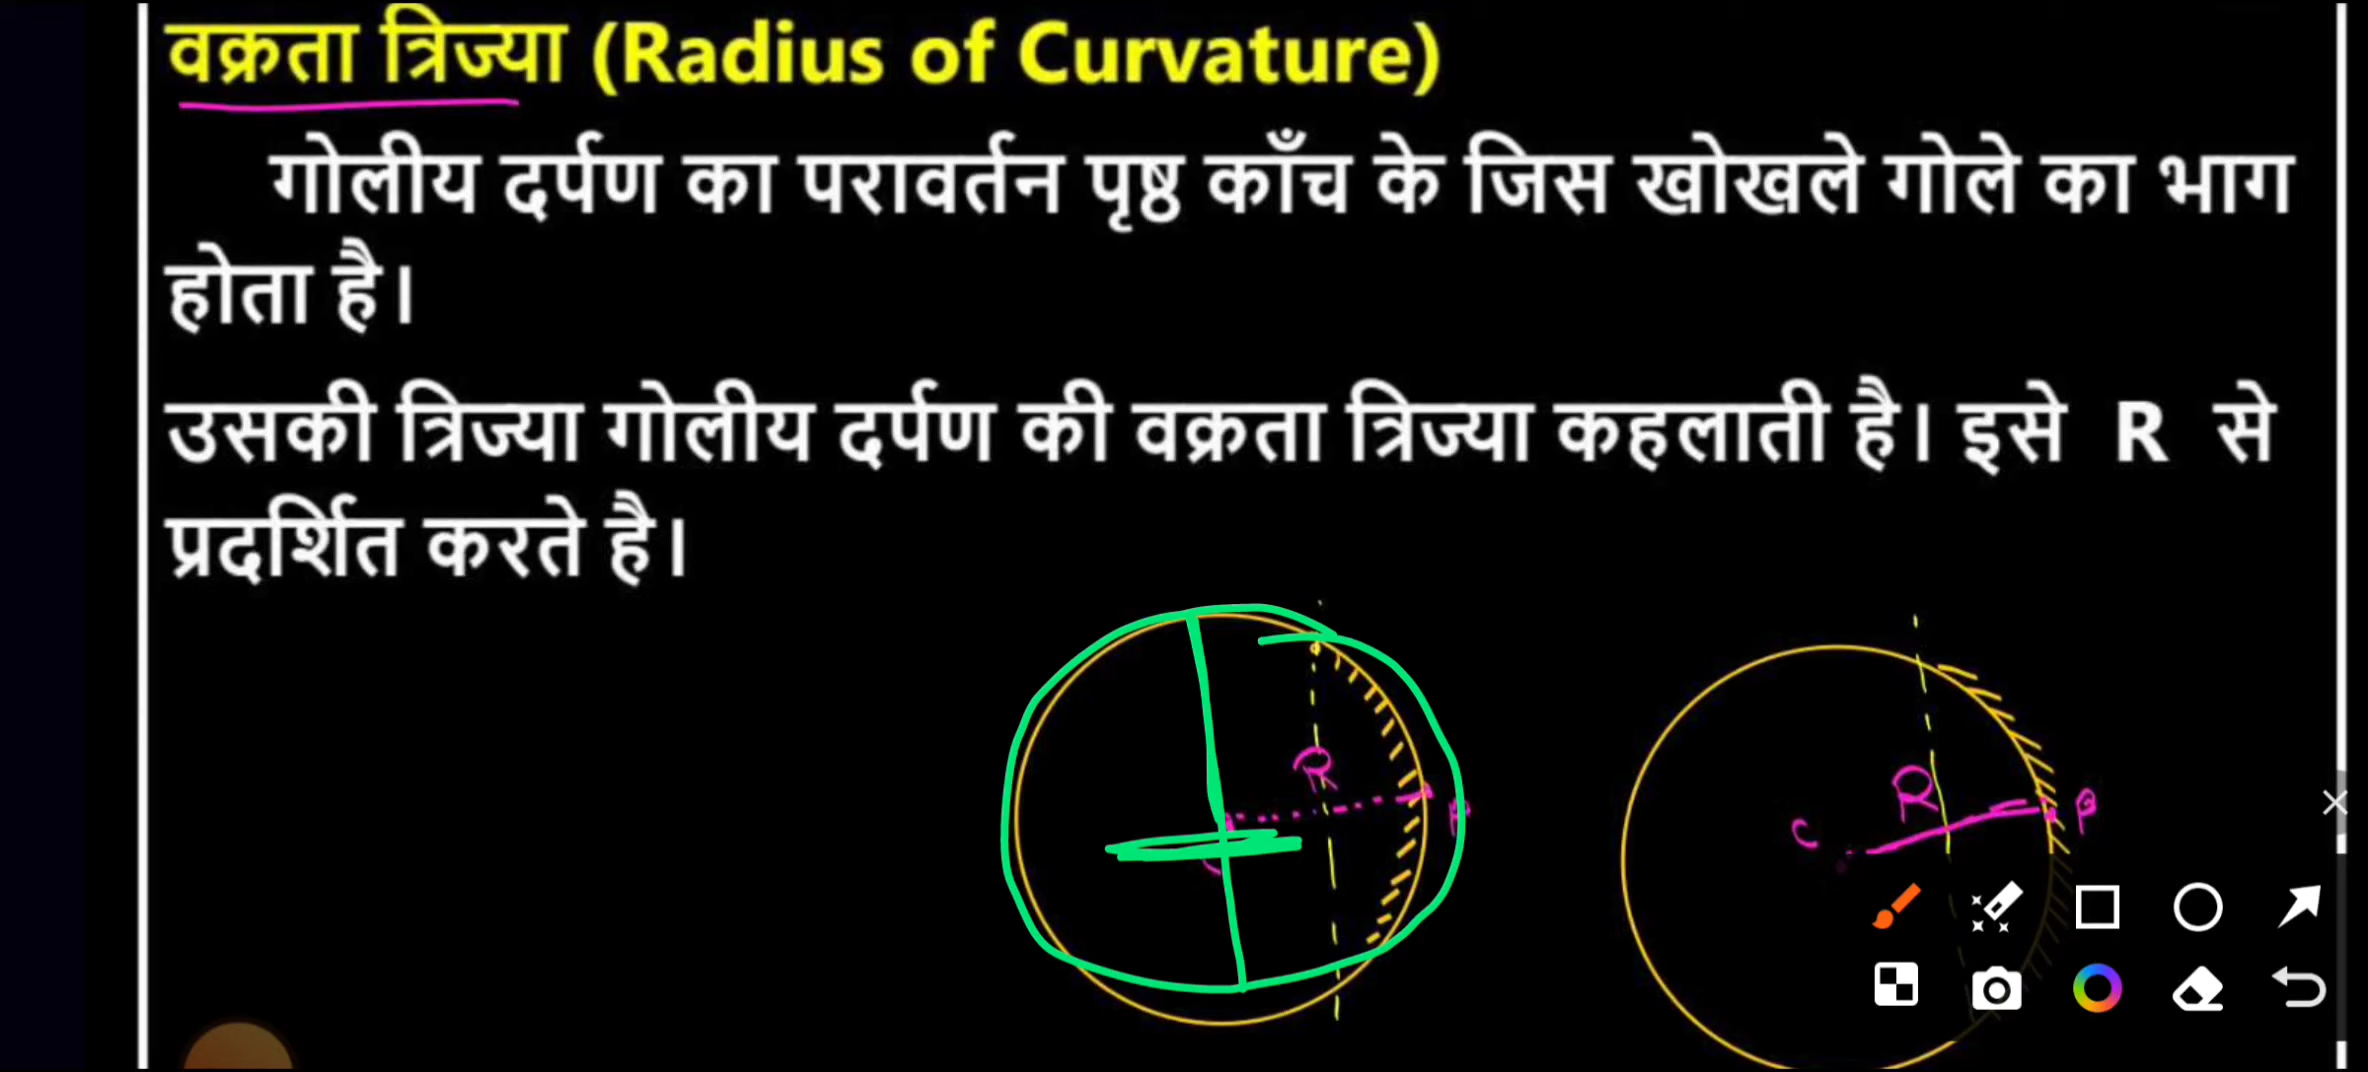 वक्रता त्रिज्या (Radius of Curvature)
गोलीय दर्पण का परावर्तन पृष्ठ काँच के जिस खोखले गोले का भाग
होता है।
उसकी त्रिज्या गोलीय दर्पण की वक्रता त्रिज्या कहलाती है। इसे R से
प्रदर्शित करते है।
R
R
C
P